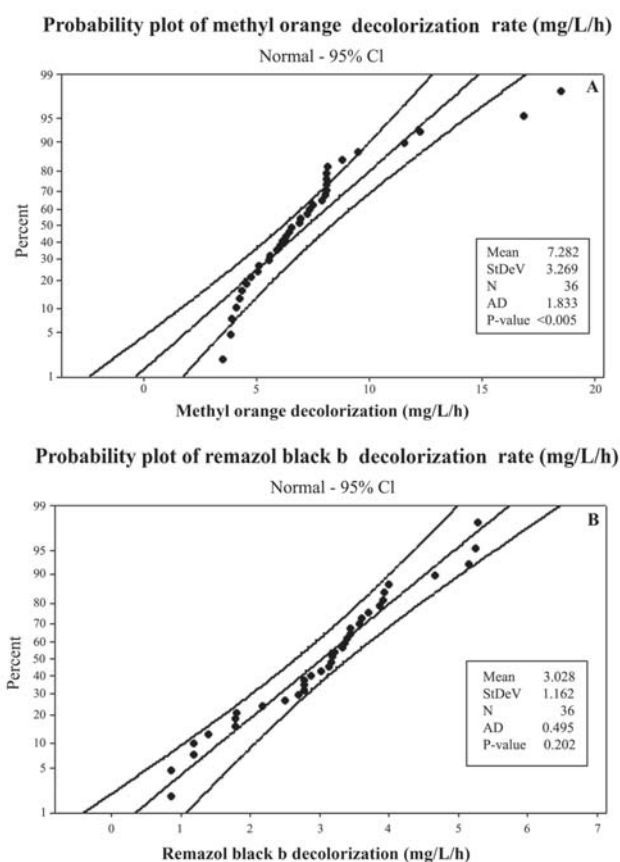 Probability plot of methyl orange decolorization rate (mg/L/h)
Normal - 95% Cl
A
99
95
90
80
70
60
50
40
30
20
10
5
1
Percent
Mean 7.282
StDeV 3.269
N 36
AD 1.833
P-value <0.005
0 5 10 15 20
Methyl orange decolorization (mg/L/h)
Probability plot of remazol black b decolorization rate (mg/L/h)
Normal - 95% Cl
B
99
95
90
80
70
60
50
40
30
20
10
5
1
Percent
Mean 3.028
StDeV 1.162
N 36
AD 0.495
P-value 0.202
0 1 2 3 4 5 6 7
Remazol black b decolorization (mg/L/h)